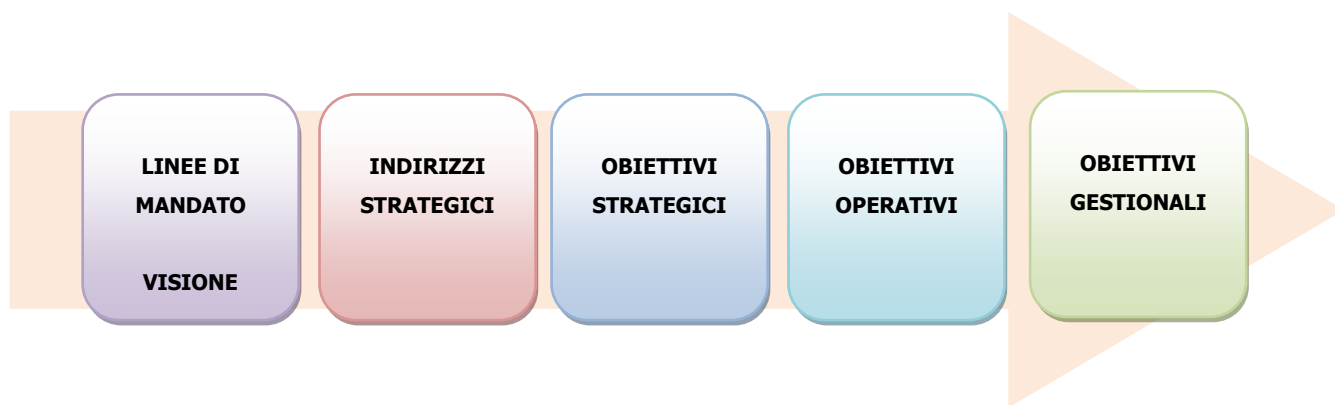 LINEE DI
MANDATO
VISIONE
INDIRIZZI
STRATEGICI
OBIETTIVI
STRATEGICI
OBIETTIVI
OPERATIVI
OBIETTIVI
GESTIONALI